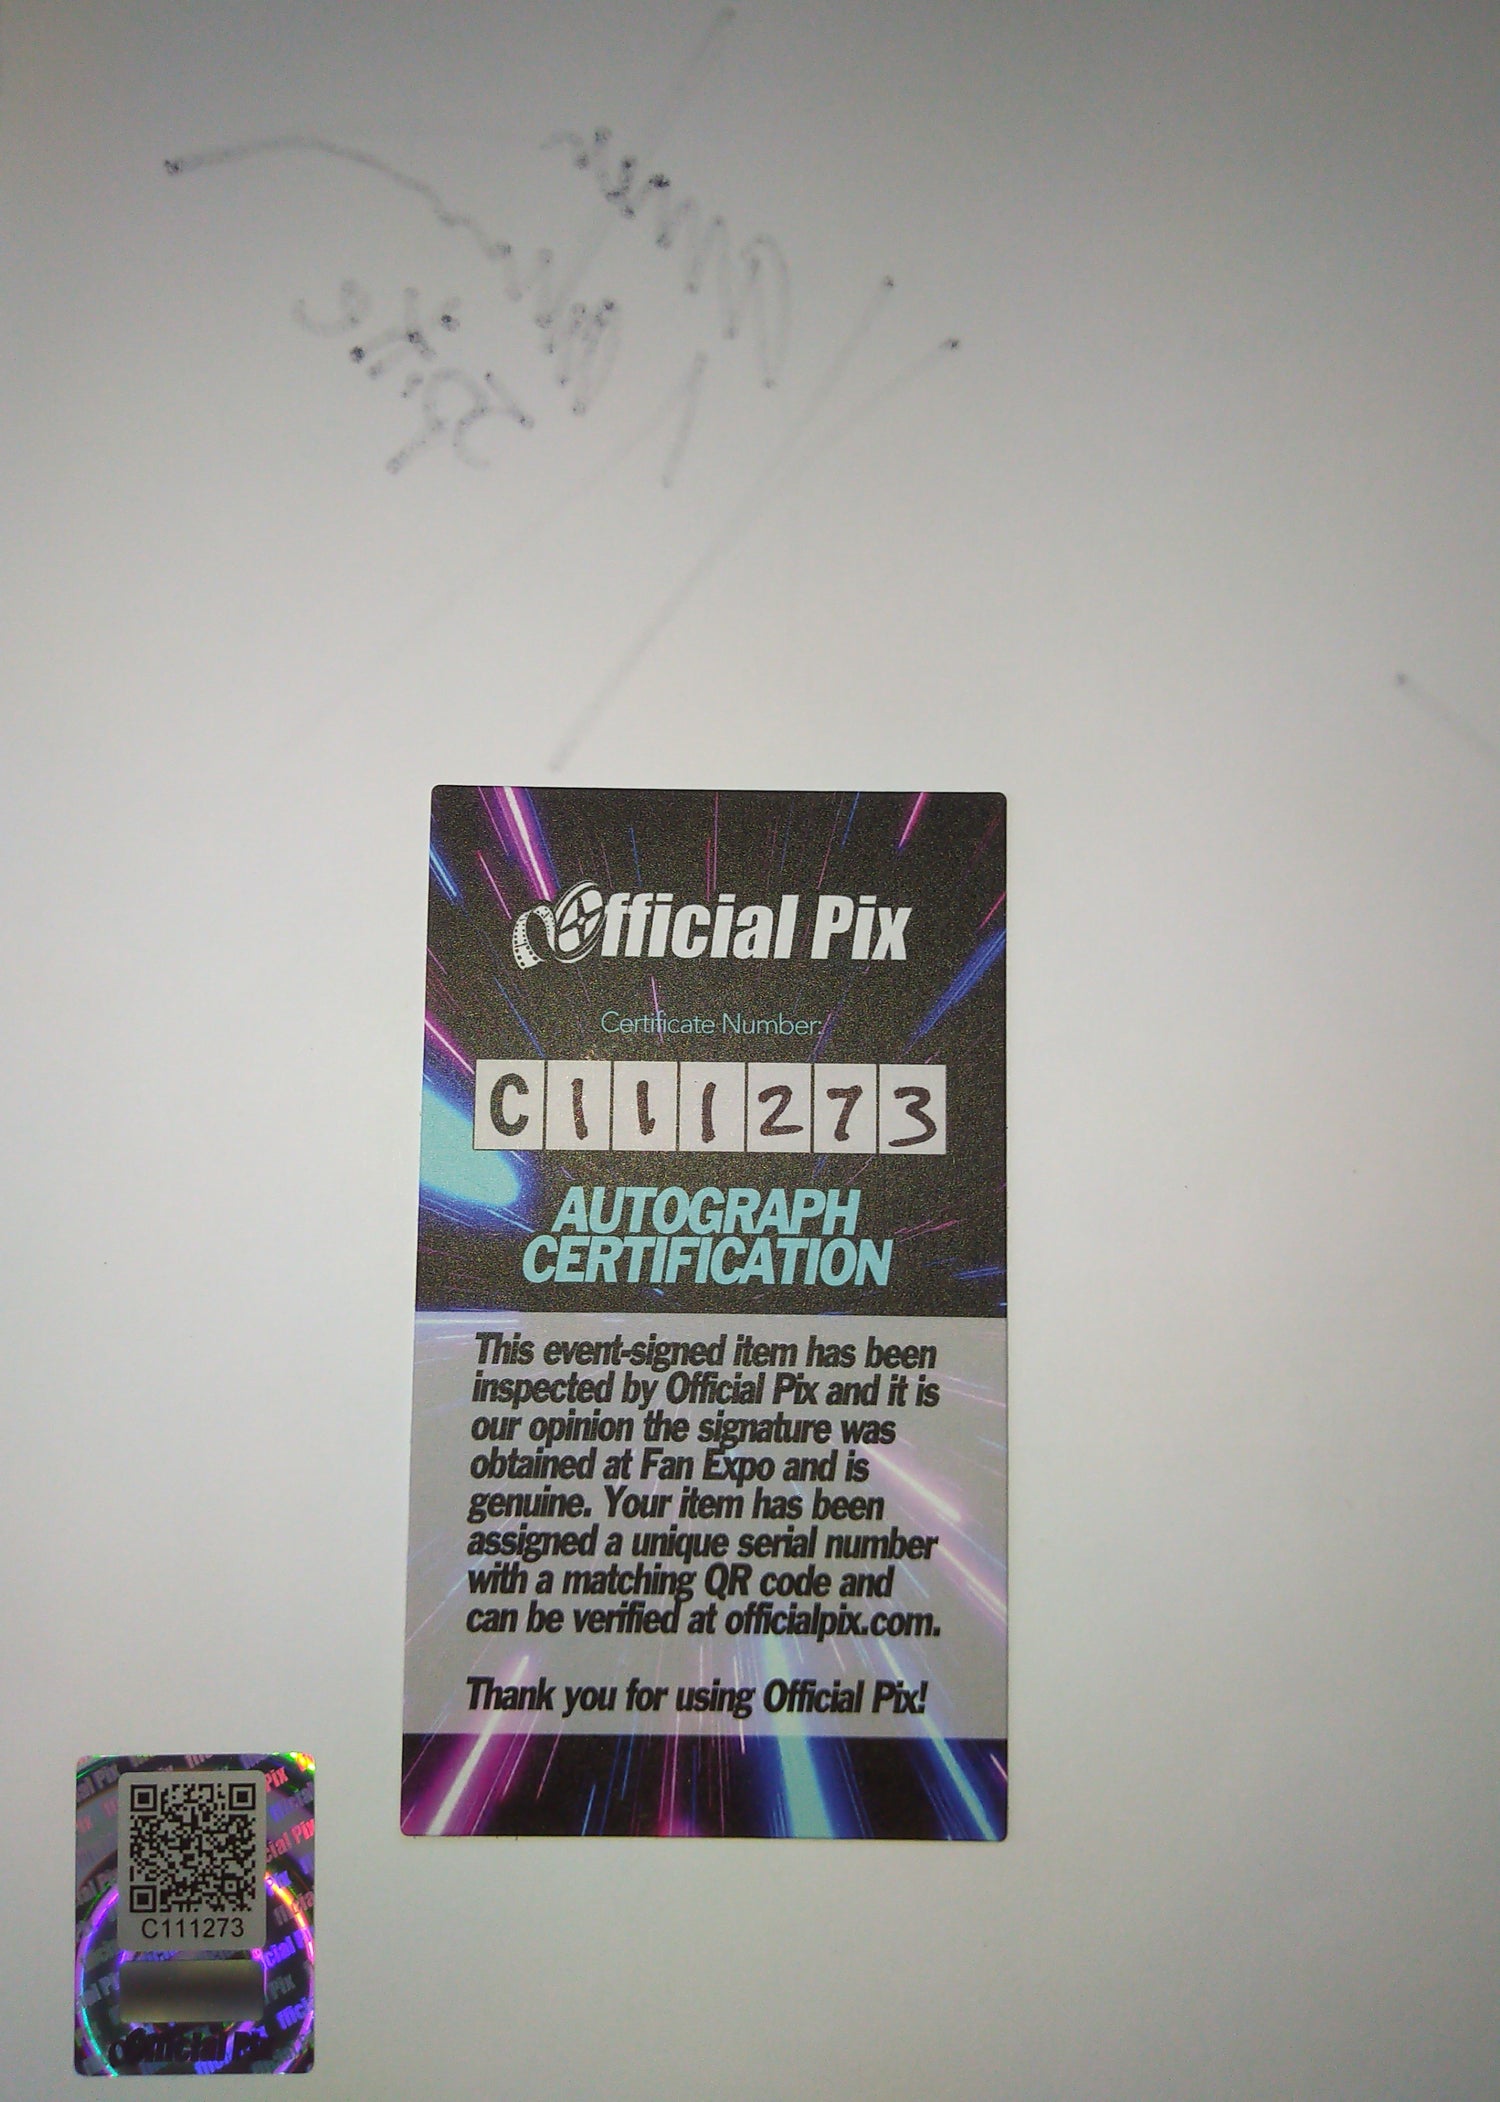 Official Pix
Certificate Number:
C111273
AUTOGRAPH
CERTIFICATION
This event-signed item has been
inspected by Official Pix and it is
our opinion the signature was
obtained at Fan Expo and is
genuine. Your item has been
assigned a unique serial number
with a matching QR code and
can be verified at officialpix.com.
Thank you for using Official Pix!
C111273
Official Pix